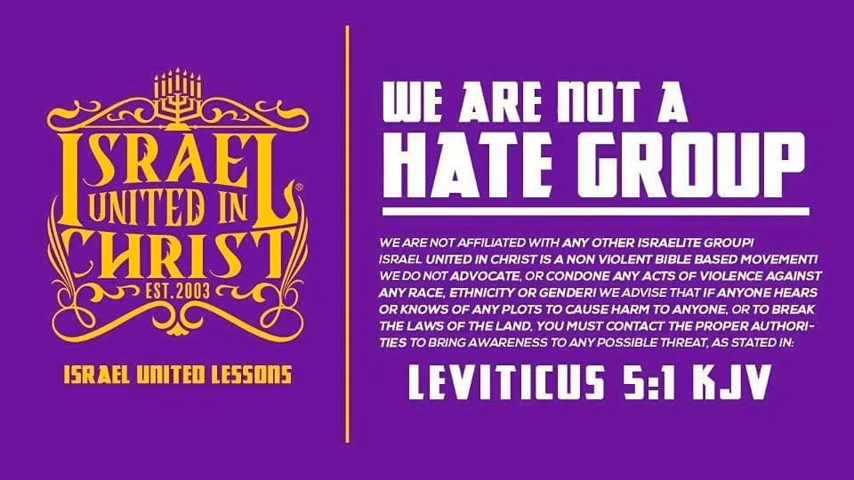 ISRAEL
UNITED IN
CHRIST®
EST. 2003
ISRAEL UNITED LESSONS
WE ARE NOT A
HATE GROUP
WE ARE NOT AFFILIATED WITH ANY OTHER ISRAELITE GROUP!
ISRAEL UNITED IN CHRIST IS A NON VIOLENT BIBLE BASED MOVEMENT!
WE DO NOT ADVOCATE, OR CONDONE ANY ACTS OF VIOLENCE AGAINST
ANY RACE, ETHNICITY OR GENDER! WE ADVISE THAT IF ANYONE HEARS
OR KNOWS OF ANY PLOTS TO CAUSE HARM TO ANYONE, OR TO BREAK
THE LAWS OF THE LAND, YOU MUST CONTACT THE PROPER AUTHORI-
TIES TO BRING AWARENESS TO ANY POSSIBLE THREAT, AS STATED IN:
LEVITICUS 5:1 KJV